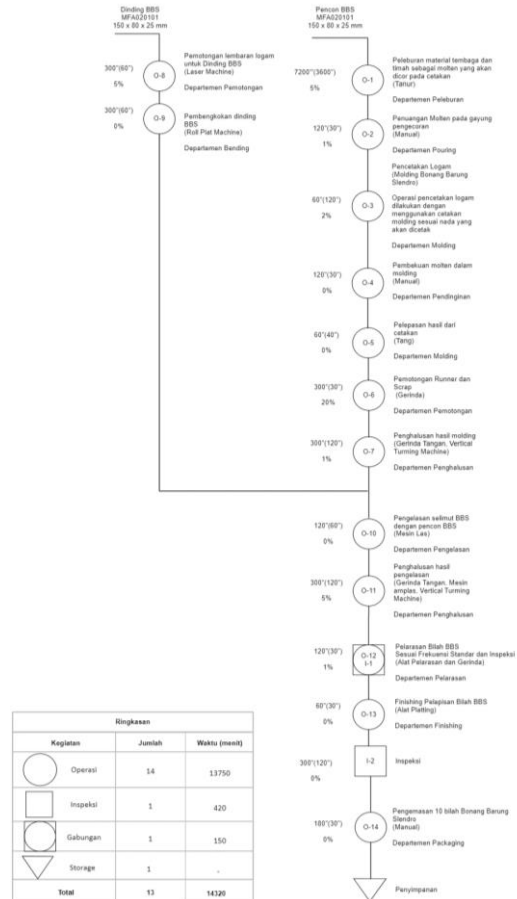 Dinding BBS
MFA020101
150 x 80 x 25 mm
300"(60")
5%
O-8
Pemotongan lembaran logam
untuk Dinding BBS
(Laser Machine)
Departemen Pemotongan
300"(60")
0%
O-9
Pembengkokan dinding
BBS
(Roll Plat Machine)
Departemen Bending
Pencon BBS
MFA020101
150 x 80 x 25 mm
7200"(3600")
5%
O-1
Peleburan material tembaga dan
timah sebagai molten yang akan
dicor pada cetakan
(Tanur)
Departemen Peleburan
120"(30")
1%
O-2
Penuangan Molten pada gayung
pengecoran
(Manual)
Departemen Pouring
60"(120")
2%
O-3
Pencetakan Logam
(Molding Bonang Barung
Slendro)
Operasi pencetakan logam
dilakukan dengan
menggunakan cetakan
molding sesuai nada yang
akan dicetak
Departemen Molding
120"(30")
0%
O-4
Pembekuan molten dalam
molding
(Manual)
Departemen Pendinginan
60"(40")
0%
O-5
Pelepasan hasil dari
cetakan
(Tang)
Departemen Molding
300"(30")
20%
O-6
Pemotongan Runner dan
Scrap
(Gerinda)
Departemen Pemotongan
300"(120")
1%
O-7
Penghalusan hasil molding
(Gerinda Tangan, Vertical
Turming Machine)
Departemen Penghalusan
120"(60")
0%
O-10
Pengelasan selimut BBS
dengan pencon BBS
(Mesin Las)
Departemen Pengelasan
300"(120")
5%
O-11
Penghalusan hasil
pengelasan
(Gerinda Tangan, Mesin
amplas, Vertical Turming
Machine)
Departemen Penghalusan
120"(30")
1%
O-12
I-1
Pelarasan Bilah BBS
Sesuai Frekuensi Standar dan Inspeksi
(Alat Pelarasan dan Gerinda)
Departemen Pelarasan
60"(30")
0%
O-13
Finishing Pelapisan Bilah BBS
(Alat Platting)
Departemen Finishing
300"(120")
0%
I-2
Inspeksi
180"(30")
0%
O-14
Pengemasan 10 bilah Bonang Barung
Slendro
(Manual)
Departemen Packaging
Penyimpanan
Ringkasan
Kegiatan Jumlah Waktu (menit)
Operasi 14 13750
Inspeksi 1 420
Gabungan 1 150
Storage 1 -
Total 13 14320